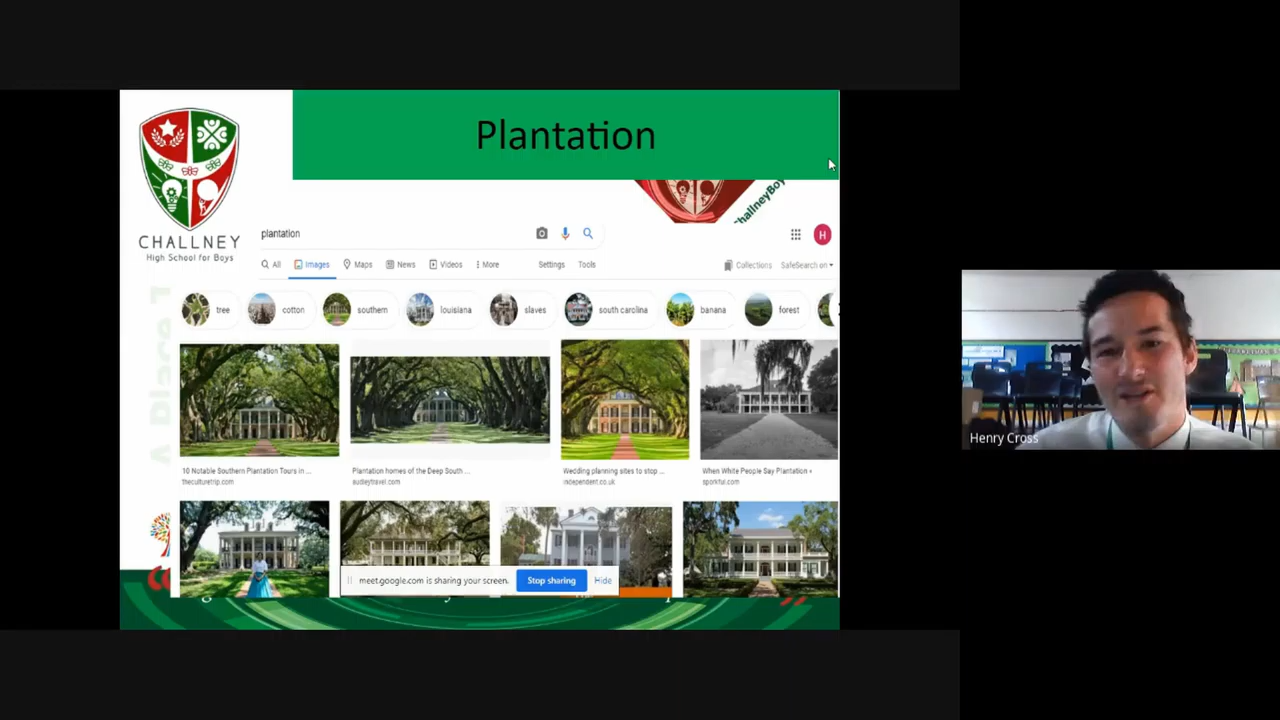 Plantation
ChallneyBoy
CHALLNEY
High School for Boys
plantation
H
All Images Maps News Videos More Settings Tools Collections SafeSearch on
tree cotton southern louisiana slaves south carolina banana forest
A Place T
10 Notable Southern Plantation Tours in ...
theculturetrip.com
Plantation homes of the Deep South ...
audleytravel.com
Wedding planning sites to stop ...
independent.co.uk
When White People Say Plantation •
sporkful.com
Henry Cross
meet.google.com is sharing your screen.
Stop sharing
Hide